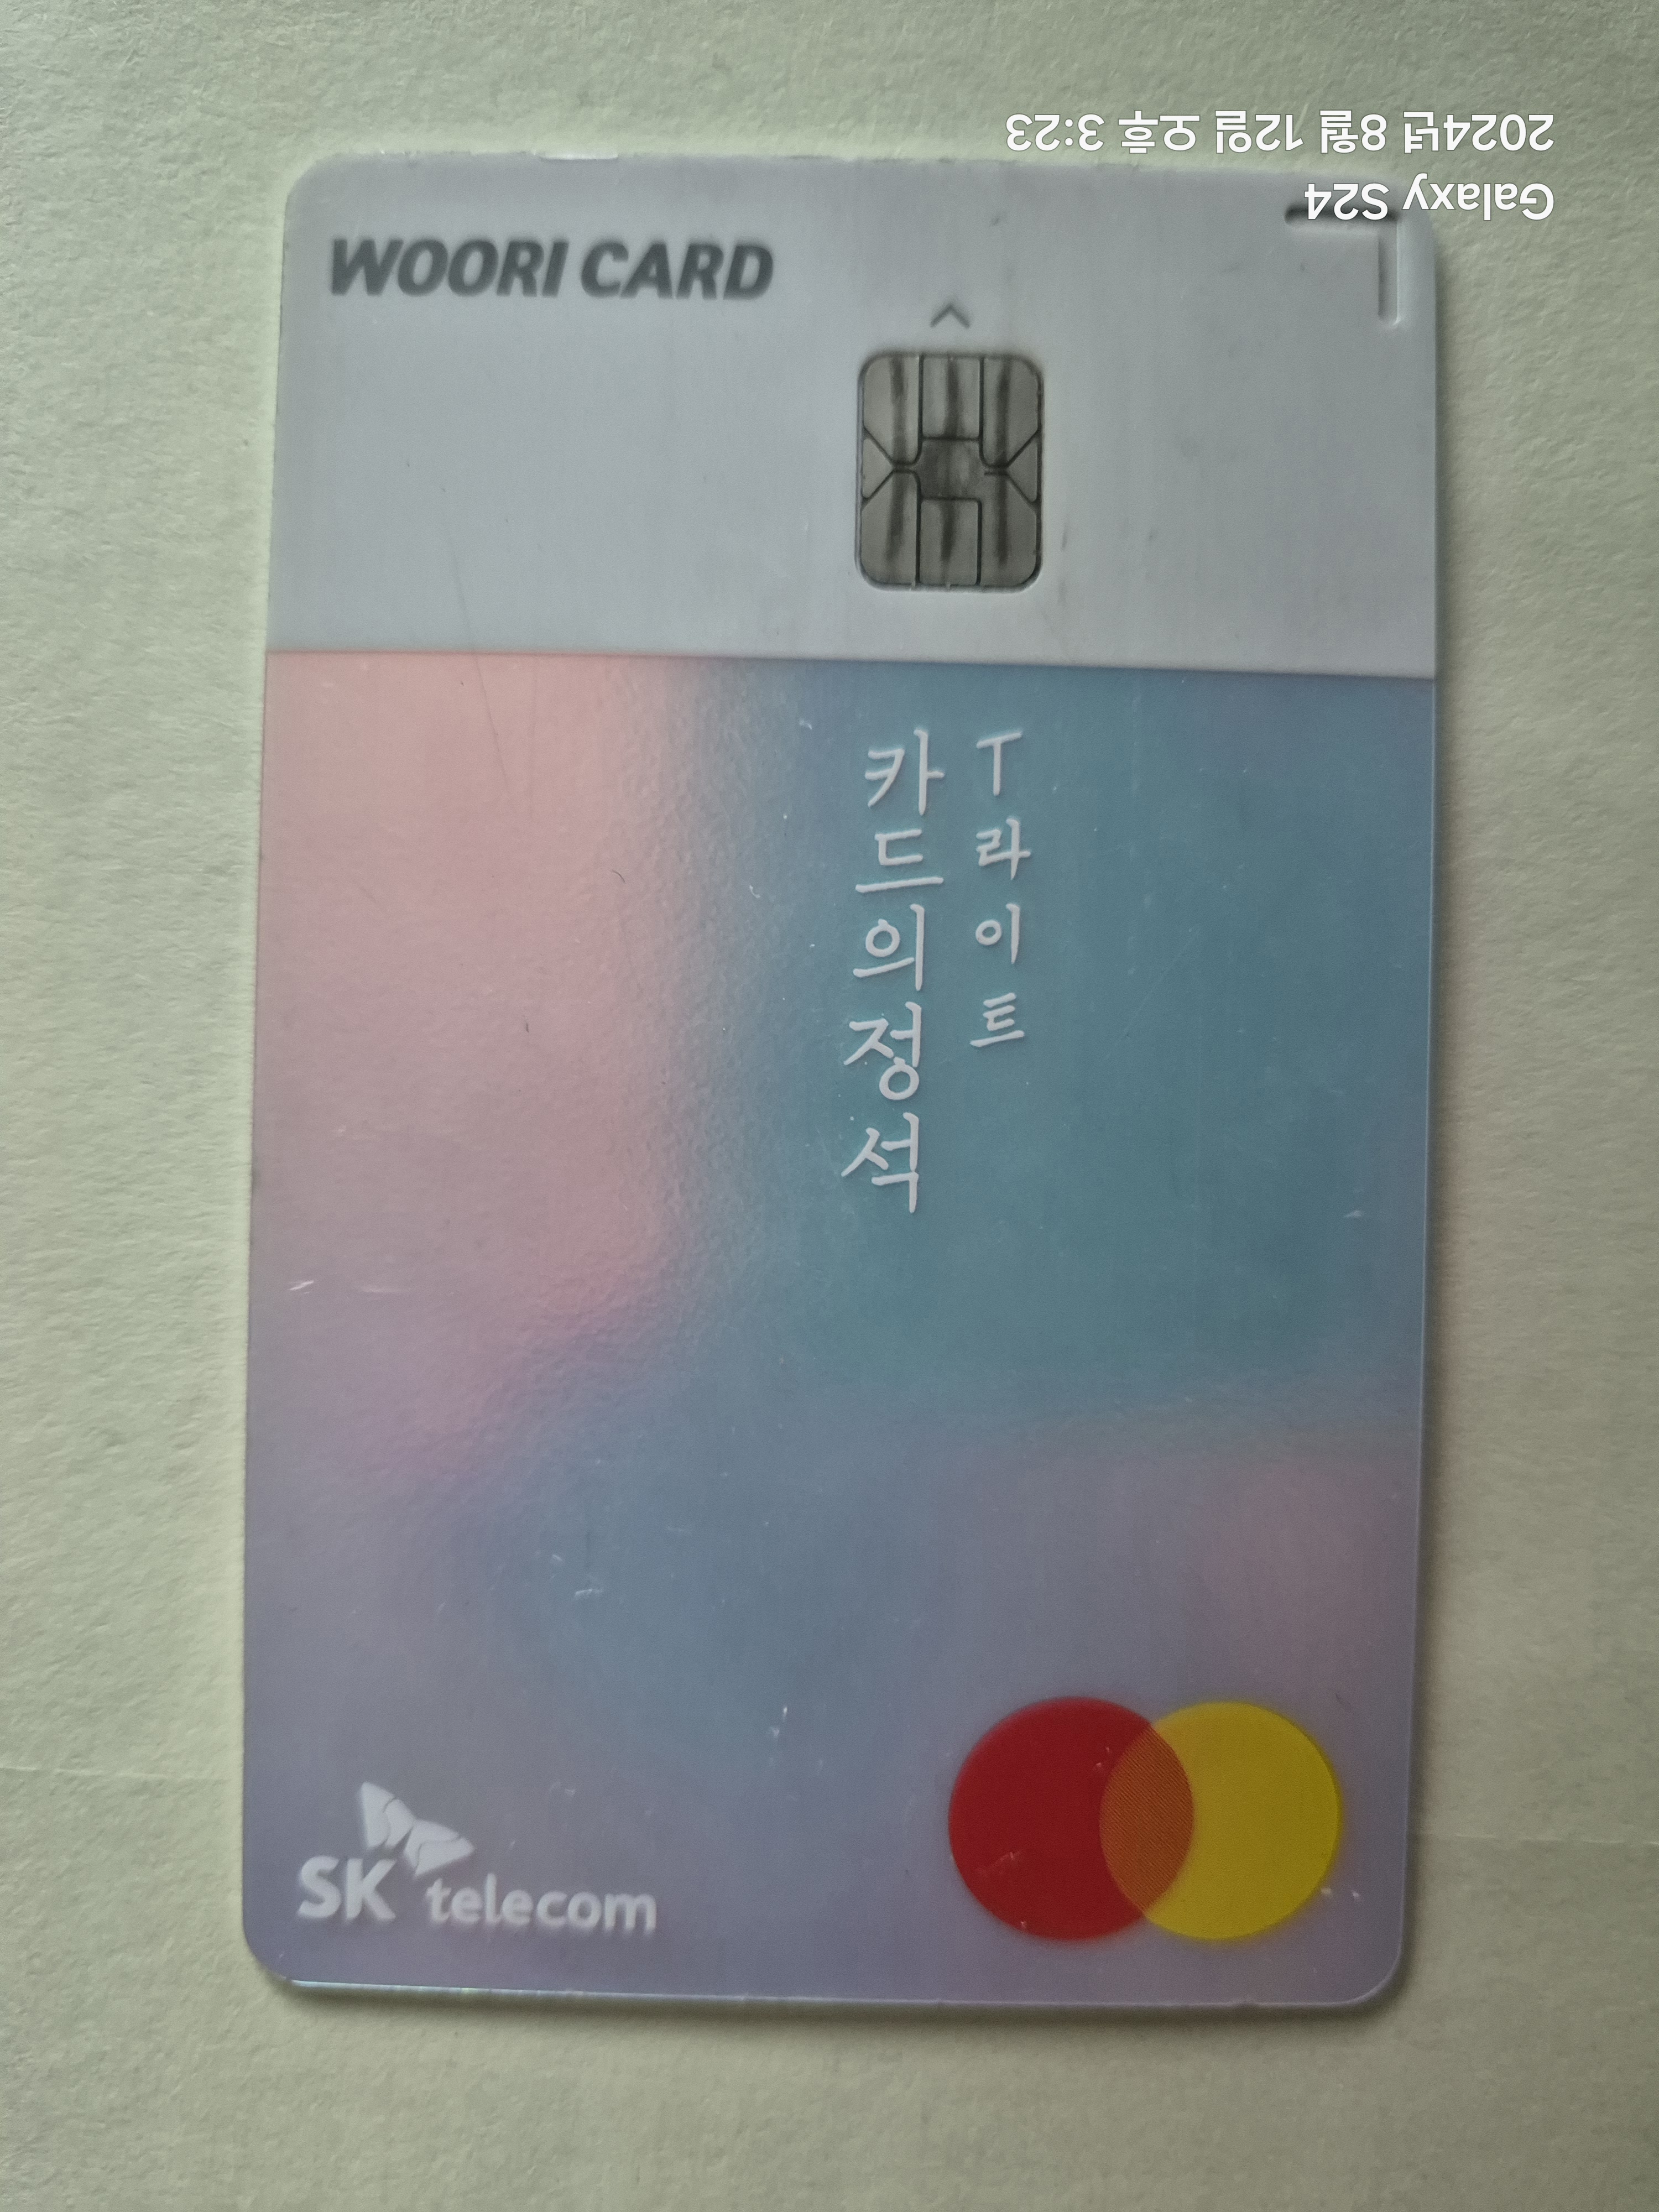 WOORI CARD
T라이트
카드의정석
SK telecom
Galaxy S24
2024년 8월 12일 오후 3:23